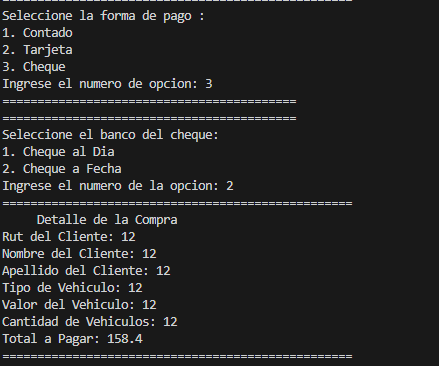 ==================================================
Seleccione la forma de pago :
1. Contado
2. Tarjeta
3. Cheque
Ingrese el numero de opcion: 3
==========================================
==========================================
Seleccione el banco del cheque:
1. Cheque al Dia
2. Cheque a Fecha
Ingrese el numero de la opcion: 2
==================================================
     Detalle de la Compra
Rut del Cliente: 12
Nombre del Cliente: 12
Apellido del Cliente: 12
Tipo de Vehiculo: 12
Valor del Vehiculo: 12
Cantidad de Vehiculos: 12
Total a Pagar: 158.4
==================================================